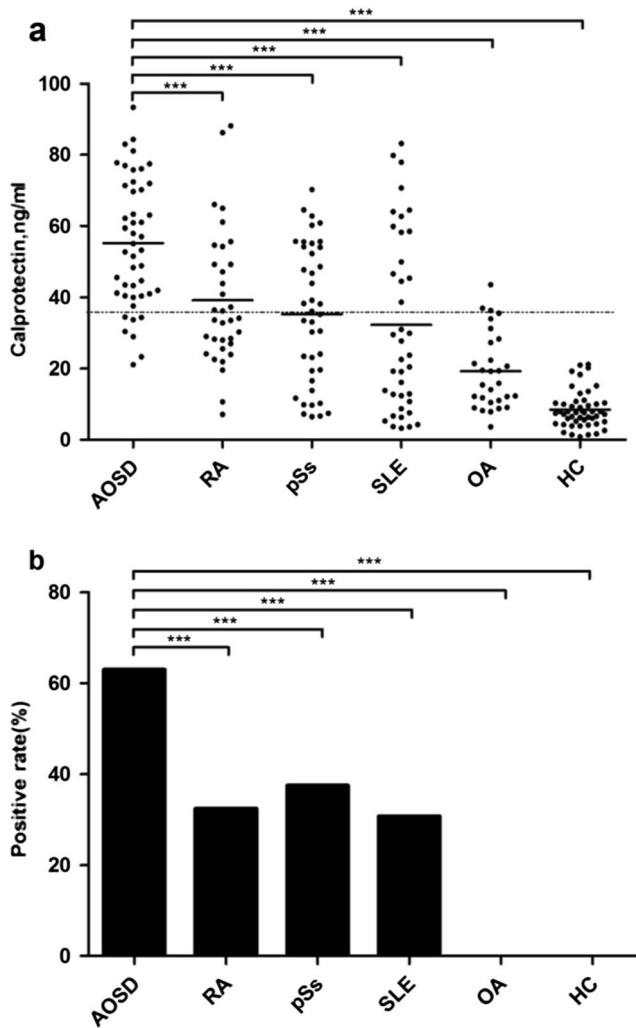 a
***
***
***
***
***
Calprotectin,ng/ml
100
80
60
40
20
0
AOSD
RA
pSs
SLE
OA
HC
b
***
***
***
***
***
Positive rate(%)
80
60
40
20
0
AOSD
RA
pSs
SLE
OA
HC